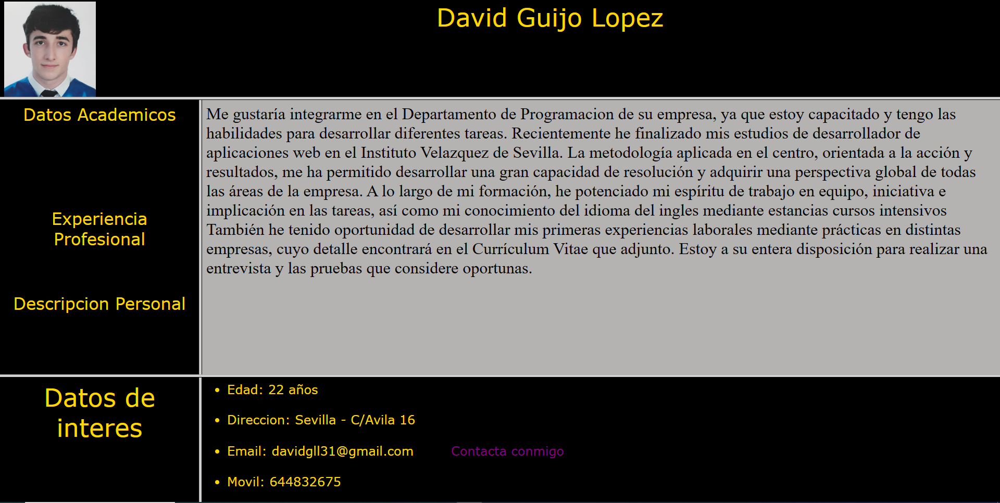 David Guijo Lopez
Datos Academicos
Experiencia
Profesional
Descripcion Personal
Me gustaría integrarme en el Departamento de Programacion de su empresa, ya que estoy capacitado y tengo las
habilidades para desarrollar diferentes tareas. Recientemente he finalizado mis estudios de desarrollador de
aplicaciones web en el Instituto Velazquez de Sevilla. La metodología aplicada en el centro, orientada a la acción y
resultados, me ha permitido desarrollar una gran capacidad de resolución y adquirir una perspectiva global de todas
las áreas de la empresa. A lo largo de mi formación, he potenciado mi espíritu de trabajo en equipo, iniciativa e
implicación en las tareas, así como mi conocimiento del idioma del ingles mediante estancias cursos intensivos
También he tenido oportunidad de desarrollar mis primeras experiencias laborales mediante prácticas en distintas
empresas, cuyo detalle encontrará en el Currículum Vitae que adjunto. Estoy a su entera disposición para realizar una
entrevista y las pruebas que considere oportunas.
Datos de
interes
• Edad: 22 años
• Direccion: Sevilla - C/Avila 16
• Email: davidgll31@gmail.com Contacta conmigo
• Movil: 644832675